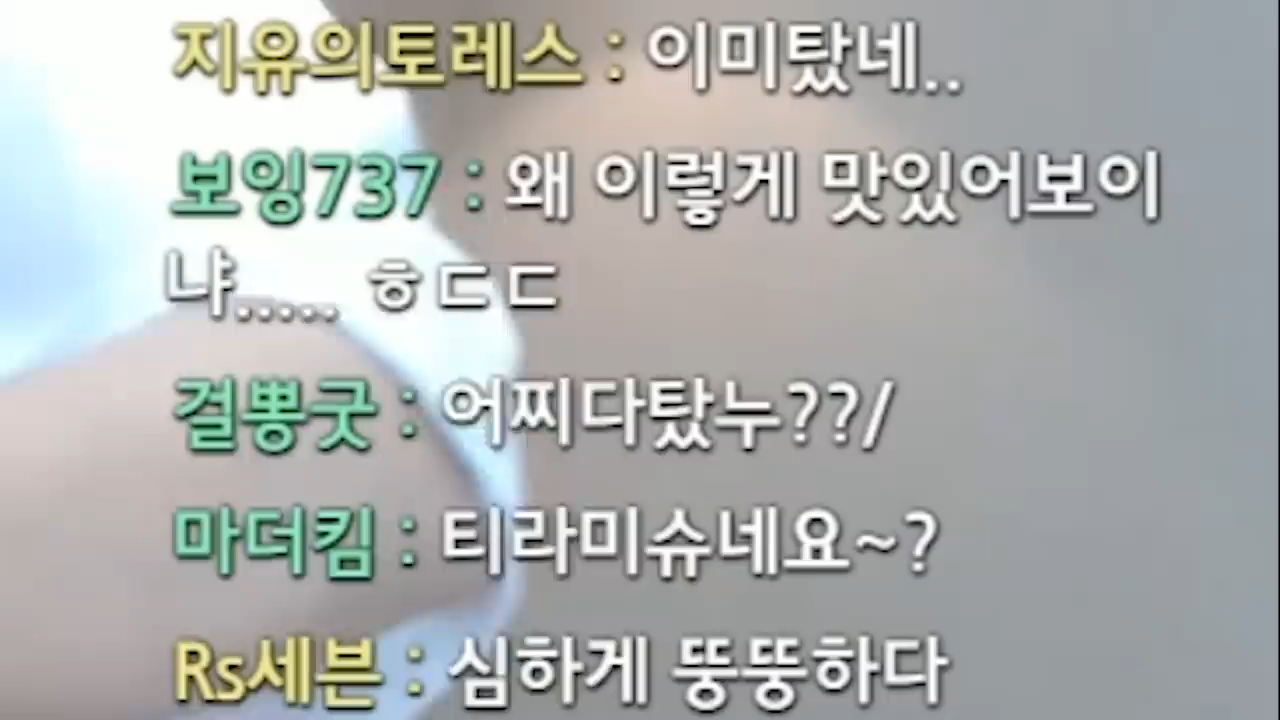 지유의토레스 : 이미탔네..
보잉737 : 왜 이렇게 맛있어보이
냐..... ㅎㄷㄷ
걸뽕굿 : 어찌다탔누??/
마더킴 : 티라미슈네요~?
Rs세븐 : 심하게 뚱뚱하다